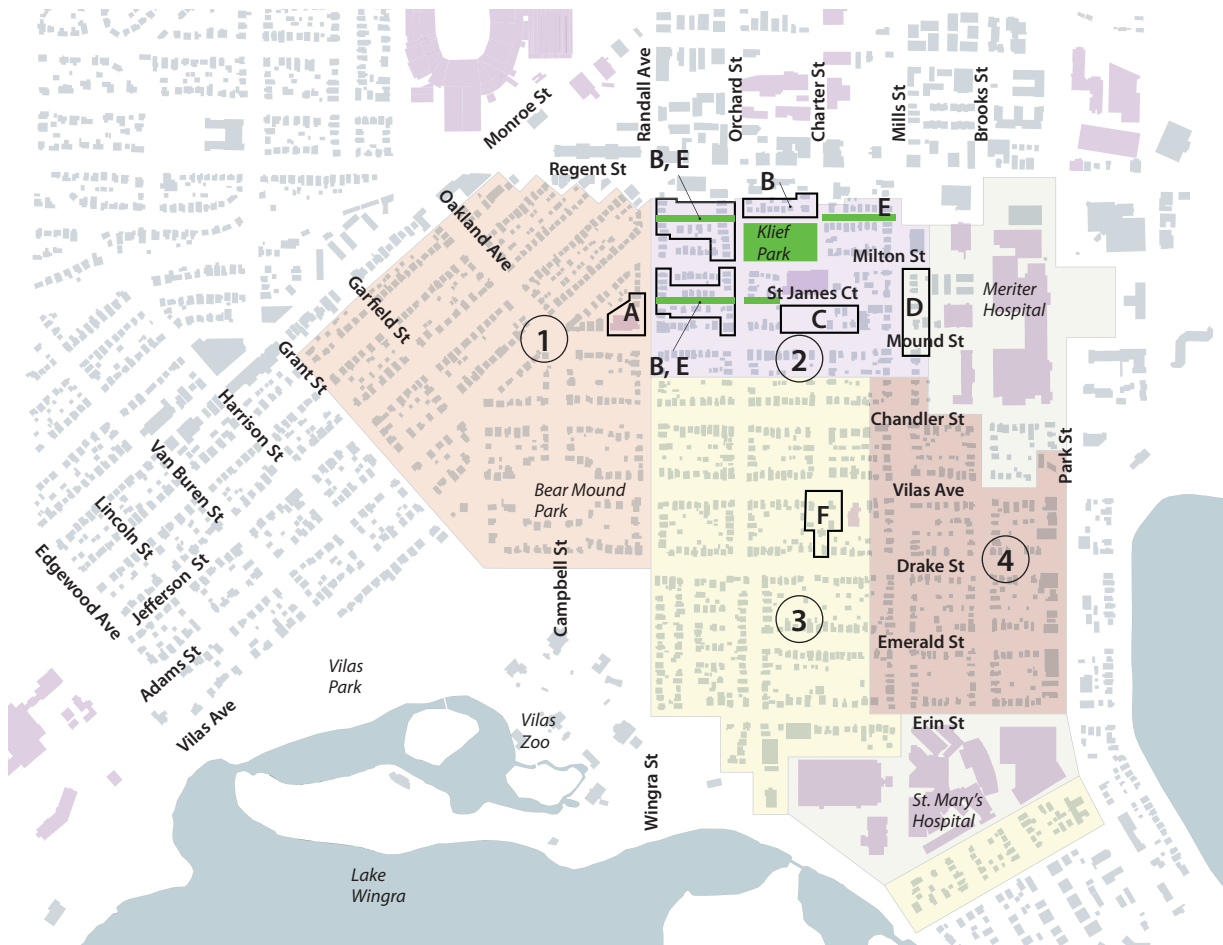 Monroe St
Randall Ave
Orchard St
Charter St
Mills St
Brooks St
Regent St
B, E
B
E
Oakland Ave
Klief
Park
Milton St
Garfield St
St James Ct
Meriter
Hospital
A
C
D
1
Mound St
2
B, E
Grant St
Harrison St
Chandler St
Park St
Van Buren St
Bear Mound
Park
Vilas Ave
Lincoln St
F
Edgewood Ave
Jefferson St
Campbell St
Drake St
4
3
Emerald St
Adams St
Vilas
Park
Vilas Ave
Vilas
Zoo
Erin St
Wingra St
St. Mary's
Hospital
Lake
Wingra